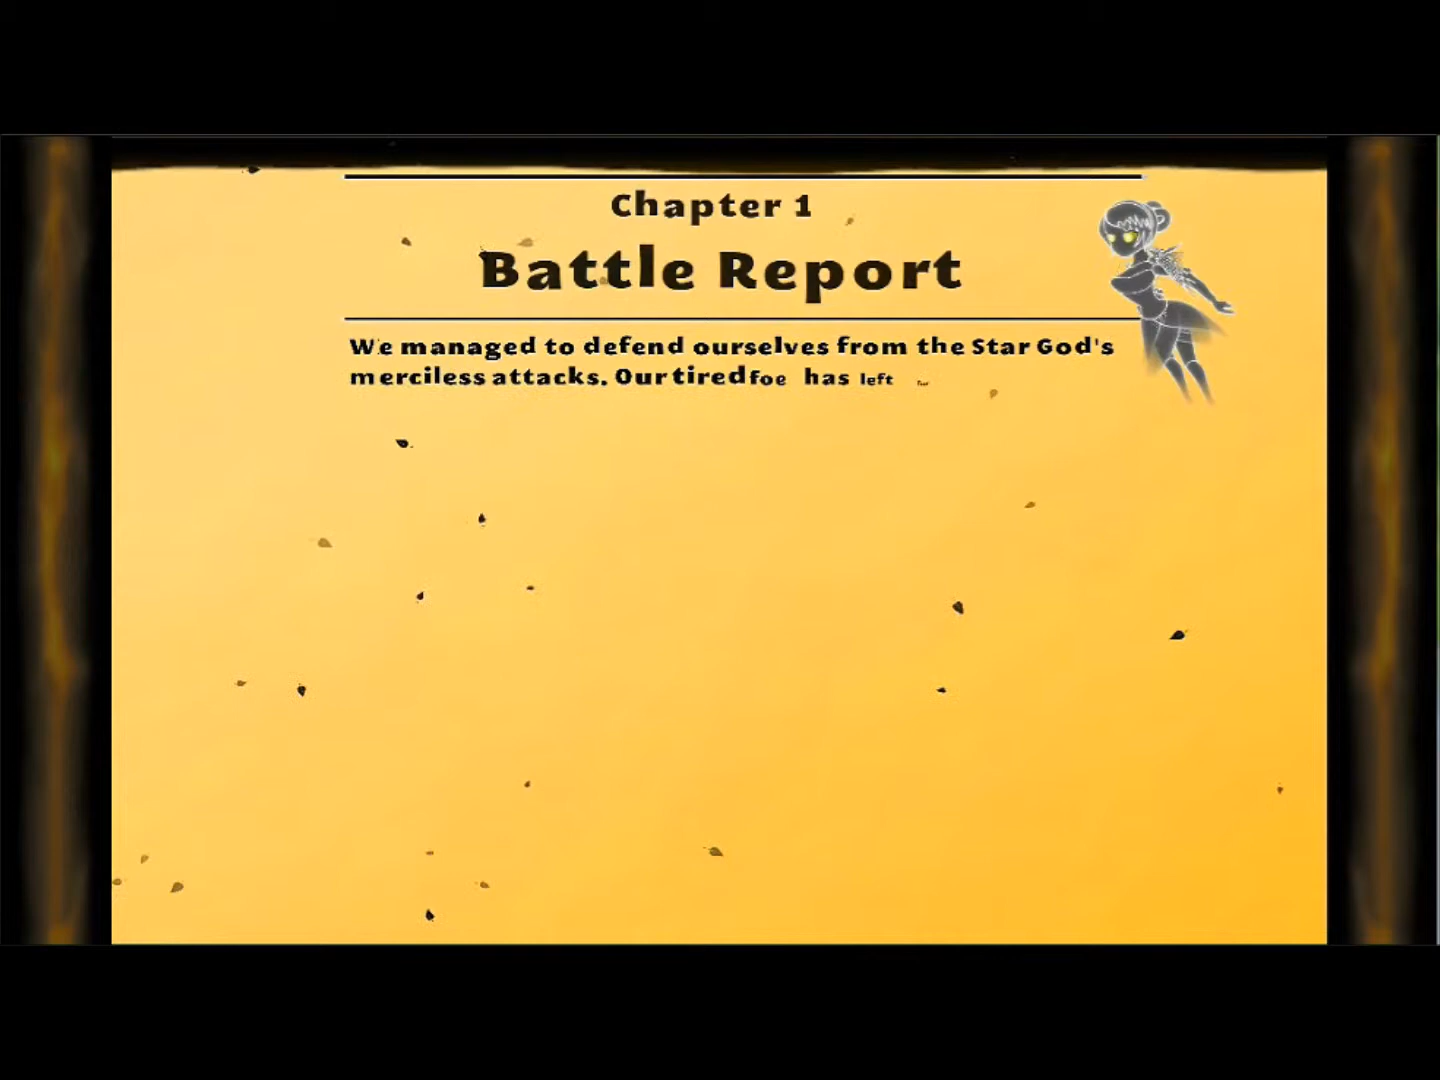 Chapter 1
Battle Report
We managed to defend ourselves from the Star God's
merciless attacks. Our tired foe has left